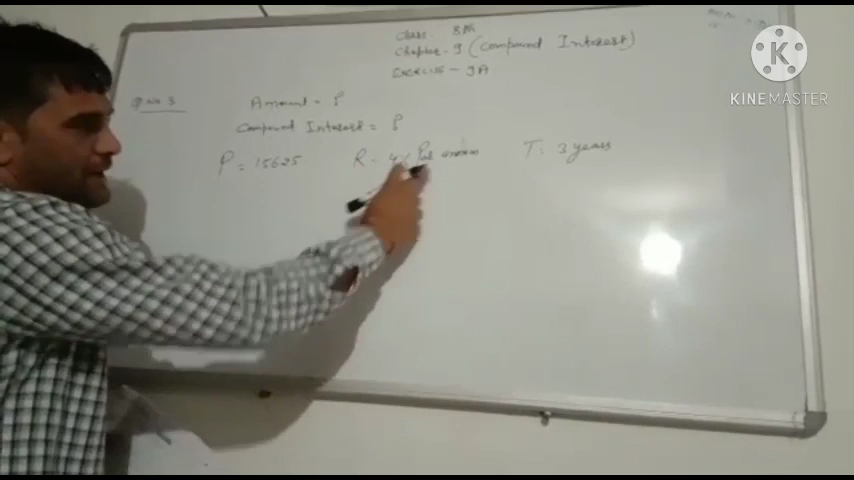 Class- 8th
Chapter-9 (Compound Interest)
Exercise - 9A
Q No 3
Amount = ?
Compound Interest = ?
P = 15625 R = 4% Per annum T = 3 years
K
KINEMASTER